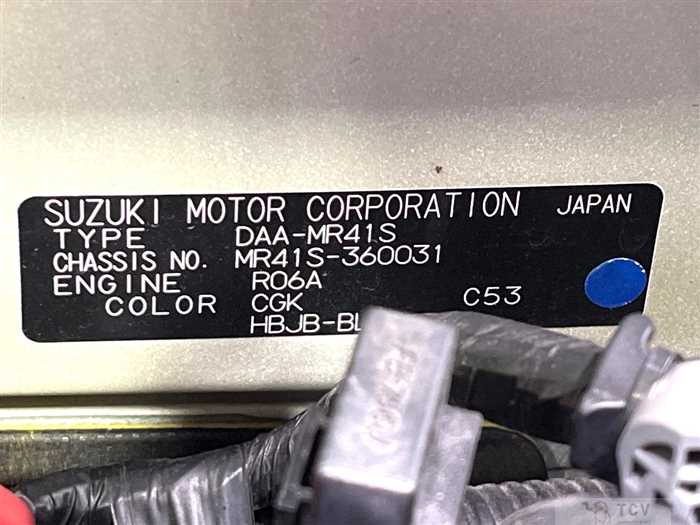 SUZUKI MOTOR CORPORATION JAPAN
TYPE DAA-MR41S
CHASSIS NO. MR41S-360031
ENGINE R06A
COLOR CGK C53
HBJB-BL
TCV